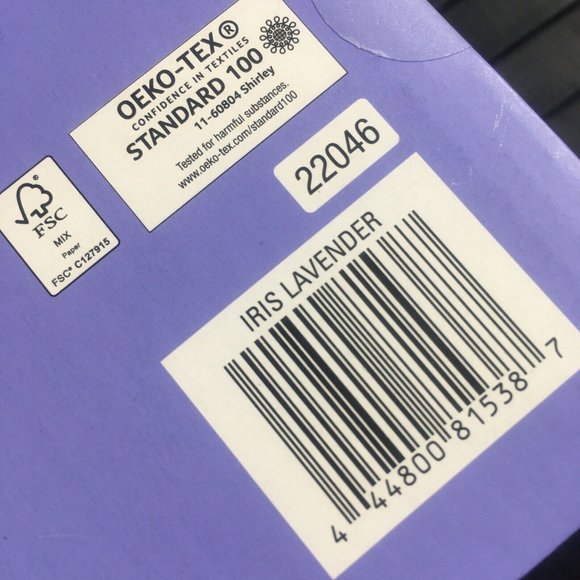 OEKO-TEX®
CONFIDENCE IN TEXTILES
STANDARD 100
11-60804 Shirley
Tested for harmful substances.
www.oeko-tex.com/standard100
®
FSC
MIX
Paper
FSC® C127915
22046
IRIS LAVENDER
4 44800 81538 7